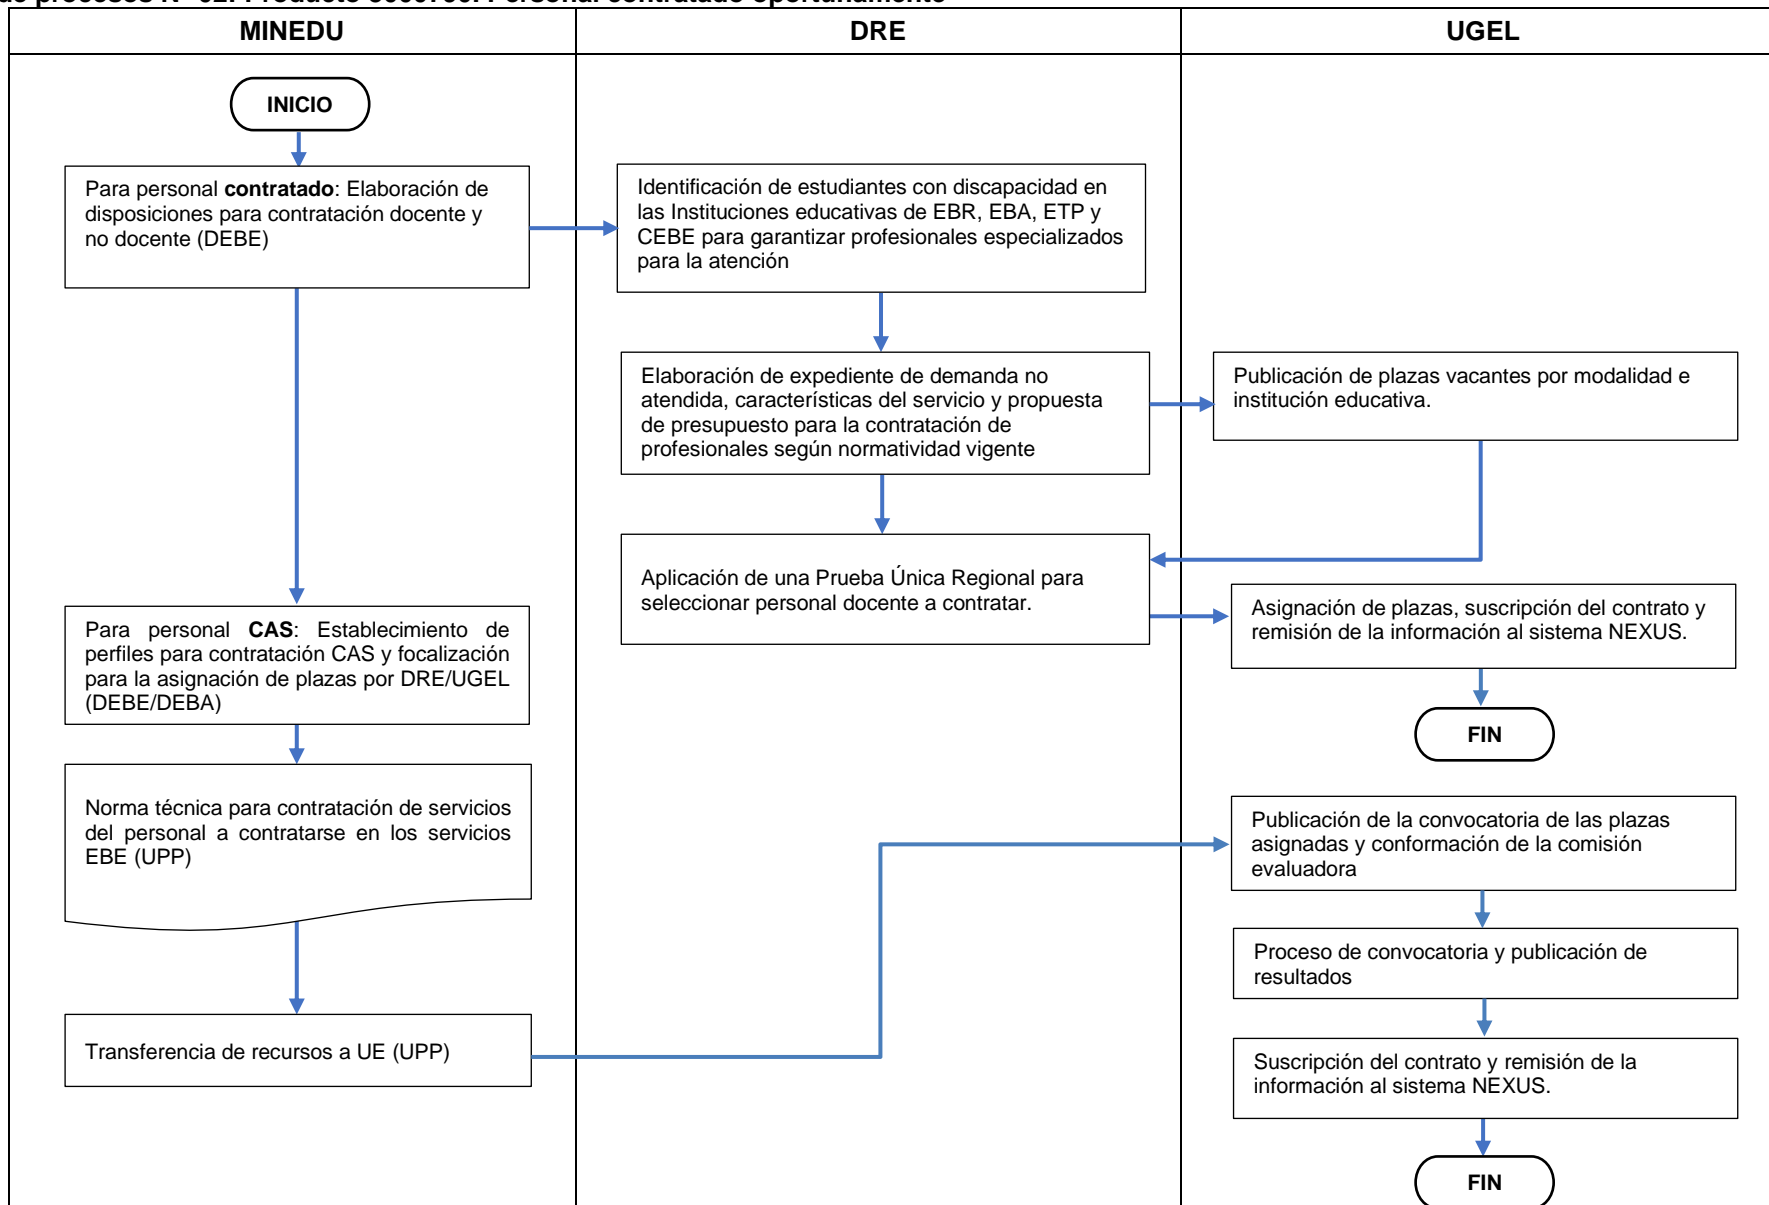 de procesos N° 02: Producto 3000790: Personal contratado oportunamente
MINEDU
DRE
UGEL
INICIO
Para personal contratado: Elaboración de
disposiciones para contratación docente y
no docente (DEBE)
Identificación de estudiantes con discapacidad en
las Instituciones educativas de EBR, EBA, ETP y
CEBE para garantizar profesionales especializados
para la atención
Elaboración de expediente de demanda no
atendida, características del servicio y propuesta
de presupuesto para la contratación de
profesionales según normatividad vigente
Publicación de plazas vacantes por modalidad e
institución educativa.
Aplicación de una Prueba Única Regional para
seleccionar personal docente a contratar.
Asignación de plazas, suscripción del contrato y
remisión de la información al sistema NEXUS.
FIN
Para personal CAS: Establecimiento de
perfiles para contratación CAS y focalización
para la asignación de plazas por DRE/UGEL
(DEBE/DEBA)
Norma técnica para contratación de servicios
del personal a contratarse en los servicios
EBE (UPP)
Transferencia de recursos a UE (UPP)
Publicación de la convocatoria de las plazas
asignadas y conformación de la comisión
evaluadora
Proceso de convocatoria y publicación de
resultados
Suscripción del contrato y remisión de la
información al sistema NEXUS.
FIN